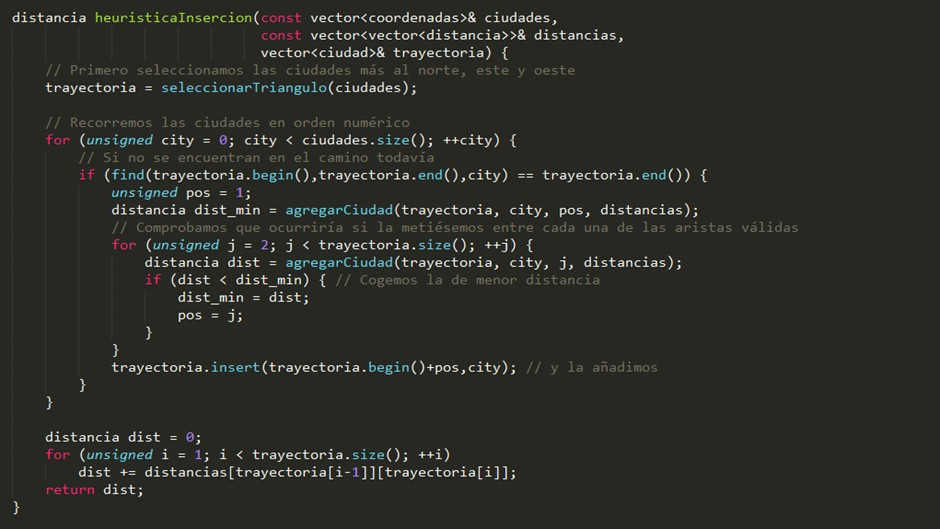 distancia heuristicaInsercion(const vector<coordenadas>& ciudades,
                              const vector<vector<distancia>>& distancias,
                              vector<ciudad>& trayectoria) {
    // Primero seleccionamos las ciudades más al norte, este y oeste
    trayectoria = seleccionarTriangulo(ciudades);

    // Recorremos las ciudades en orden numérico
    for (unsigned city = 0; city < ciudades.size(); ++city) {
        // Si no se encuentran en el camino todavía
        if (find(trayectoria.begin(),trayectoria.end(),city) == trayectoria.end()) {
            unsigned pos = 1;
            distancia dist_min = agregarCiudad(trayectoria, city, pos, distancias);
            // Comprobamos que ocurriría si la metiésemos entre cada una de las aristas válidas
            for (unsigned j = 2; j < trayectoria.size(); ++j) {
                distancia dist = agregarCiudad(trayectoria, city, j, distancias);
                if (dist < dist_min) { // Cogemos la de menor distancia
                    dist_min = dist;
                    pos = j;
                }
            }
            trayectoria.insert(trayectoria.begin()+pos,city); // y la añadimos
        }
    }

    distancia dist = 0;
    for (unsigned i = 1; i < trayectoria.size(); ++i)
        dist += distancias[trayectoria[i-1]][trayectoria[i]];
    return dist;
}